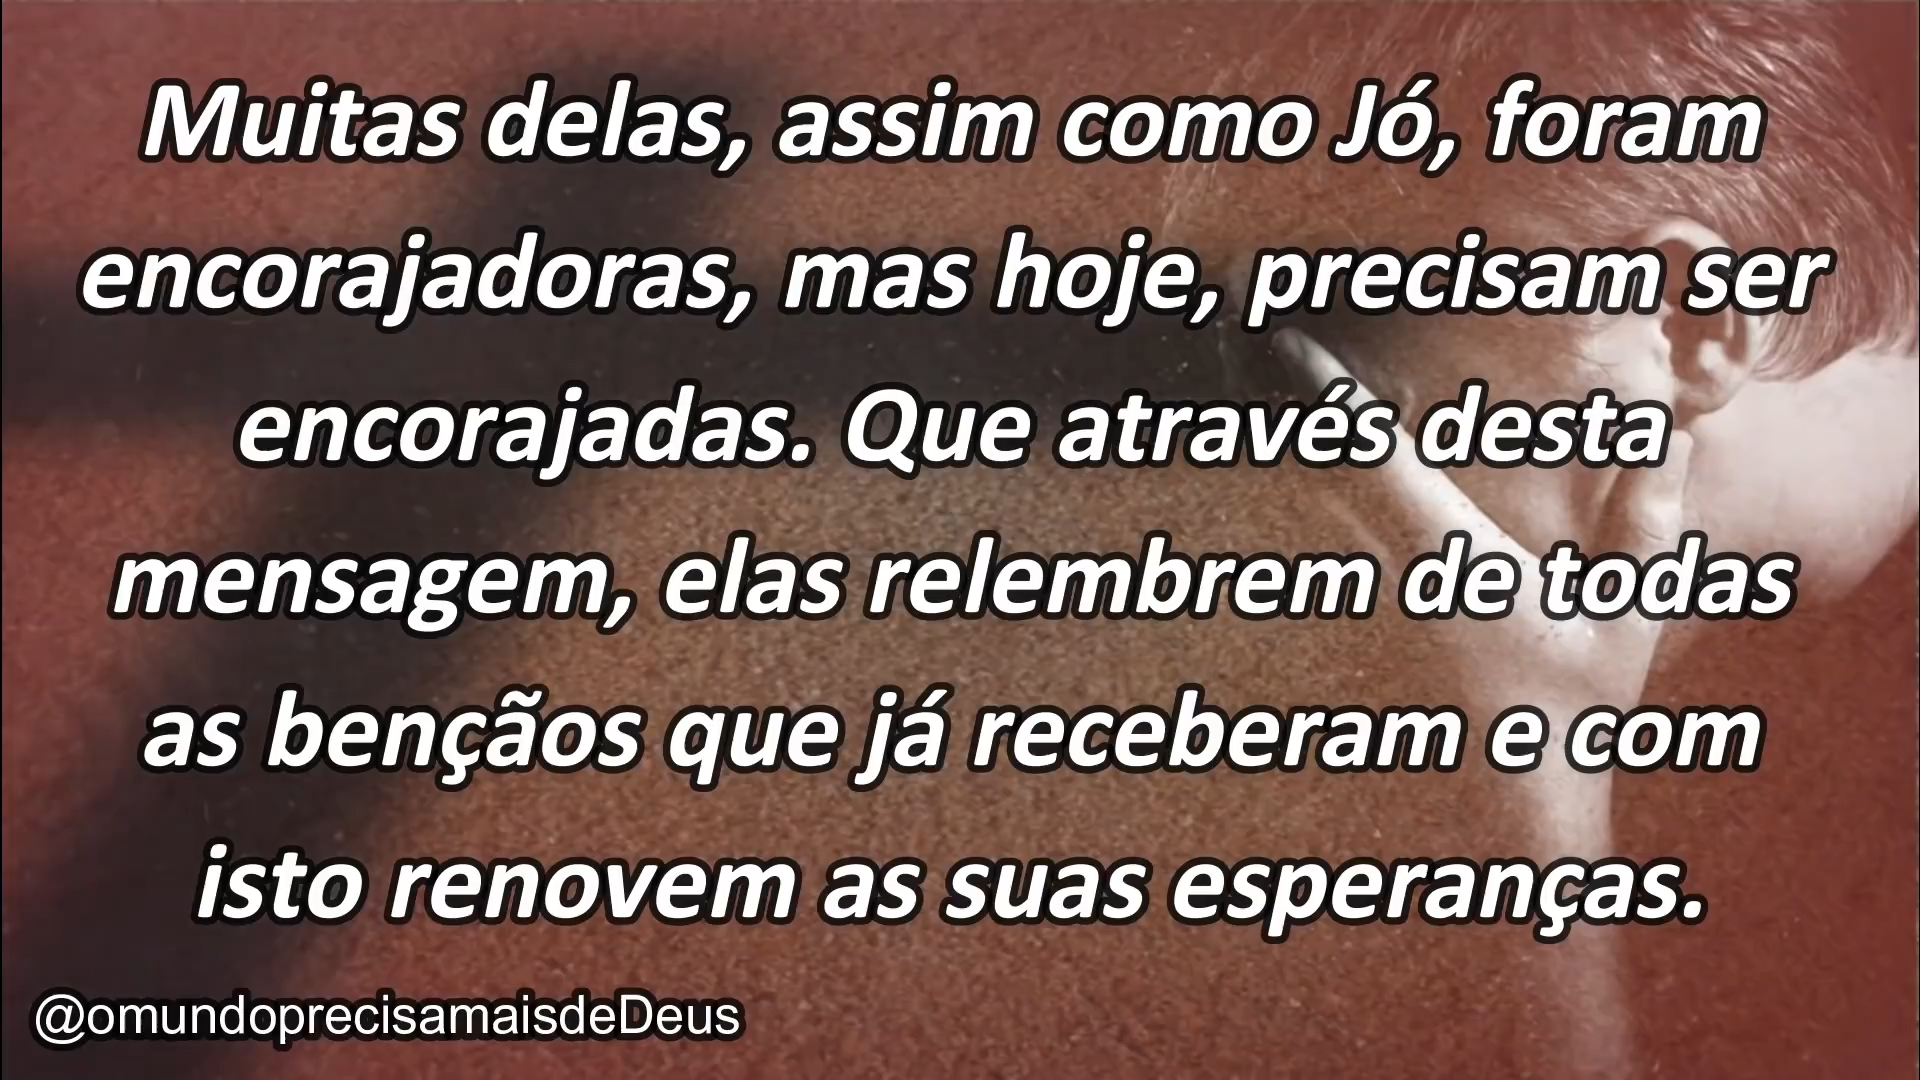 Muitas delas, assim como Jó, foram
encorajadoras, mas hoje, precisam ser
encorajadas. Que através desta
mensagem, elas relembrem de todas
as bençãos que já receberam e com
isto renovem as suas esperanças.
@omundoprecisamaisdeDeus